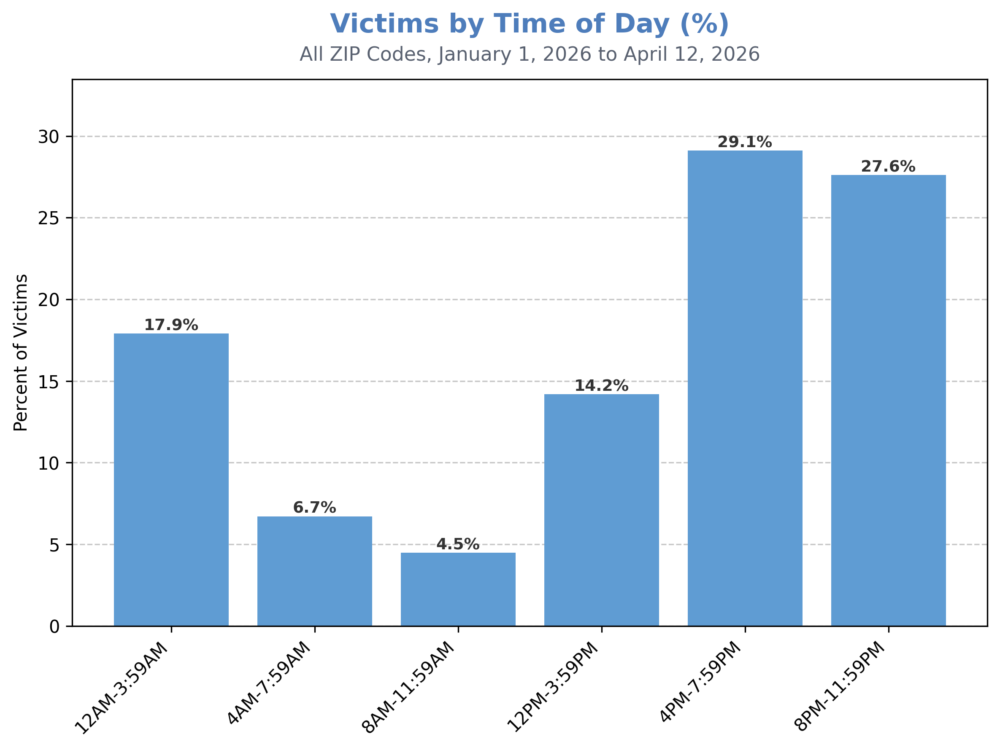 Victims by Time of Day (%)
All ZIP Codes, January 1, 2026 to April 12, 2026
Percent of Victims
30
25
20
15
10
5
0
17.9%
6.7%
4.5%
14.2%
29.1%
27.6%
12AM-3:59AM
4AM-7:59AM
8AM-11:59AM
12PM-3:59PM
4PM-7:59PM
8PM-11:59PM